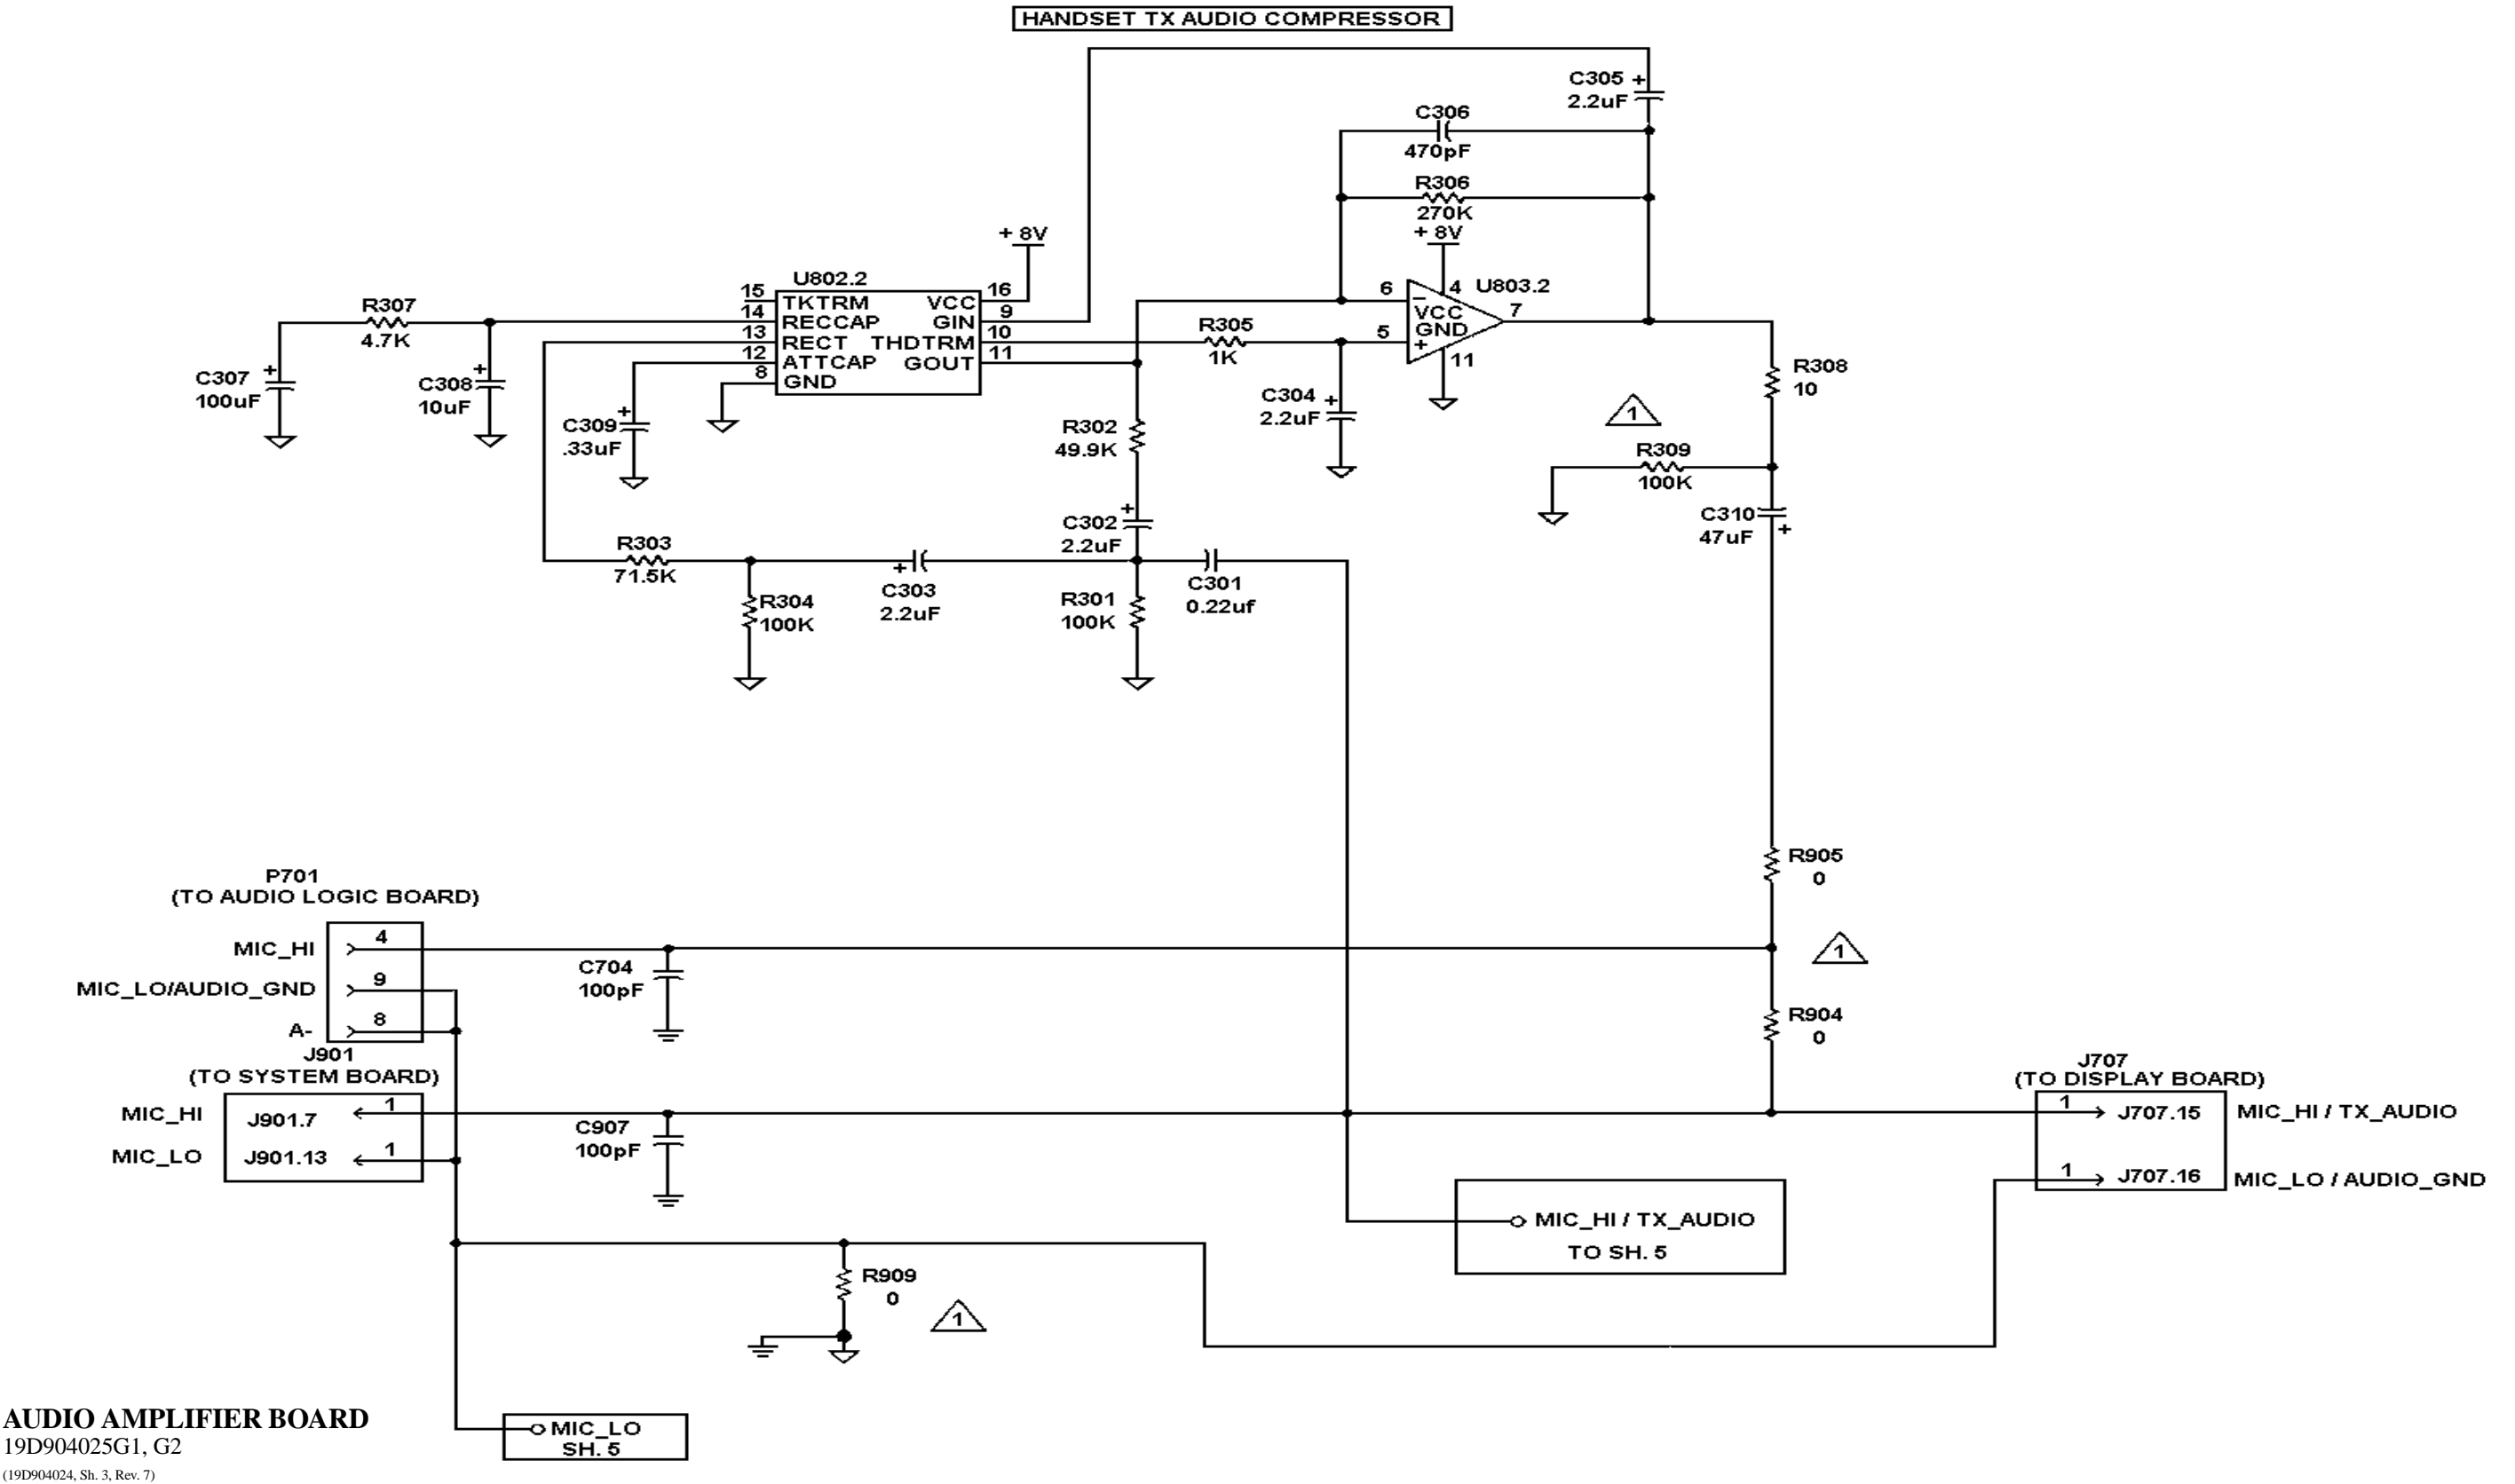 HANDSET TX AUDIO COMPRESSOR
C305 +
2.2uF
C306
470pF
R306
270K
+ 8V
+ 8V
U802.2
15 TKTRM
14 RECCAP
13 RECT
12 ATTCAP
8 GND
VCC 16
GIN 9
THDTRM 10
GOUT 11
6 − 4 U803.2
VCC 7
GND
5 + 11
R307
4.7K
R305
1K
+
C307
100uF
+
C308
10uF
+
C309
.33uF
C304 +
2.2uF
R308
10
1
R302
49.9K
R309
100K
+
C302
2.2uF
C310
47uF +
R303
71.5K
+
C303
2.2uF
C301
0.22uf
R304
100K
R301
100K
R905
0
P701
(TO AUDIO LOGIC BOARD)
MIC_HI 4
MIC_LO/AUDIO_GND 9
A- 8
C704
100pF
1
R904
0
J901
(TO SYSTEM BOARD)
MIC_HI J901.7 1
MIC_LO J901.13 1
C907
100pF
J707
(TO DISPLAY BOARD)
1 J707.15 MIC_HI / TX_AUDIO
1 J707.16 MIC_LO / AUDIO_GND
MIC_HI / TX_AUDIO
TO SH. 5
R909
0
1
MIC_LO
SH. 5
AUDIO AMPLIFIER BOARD
19D904025G1, G2
(19D904024, Sh. 3, Rev. 7)